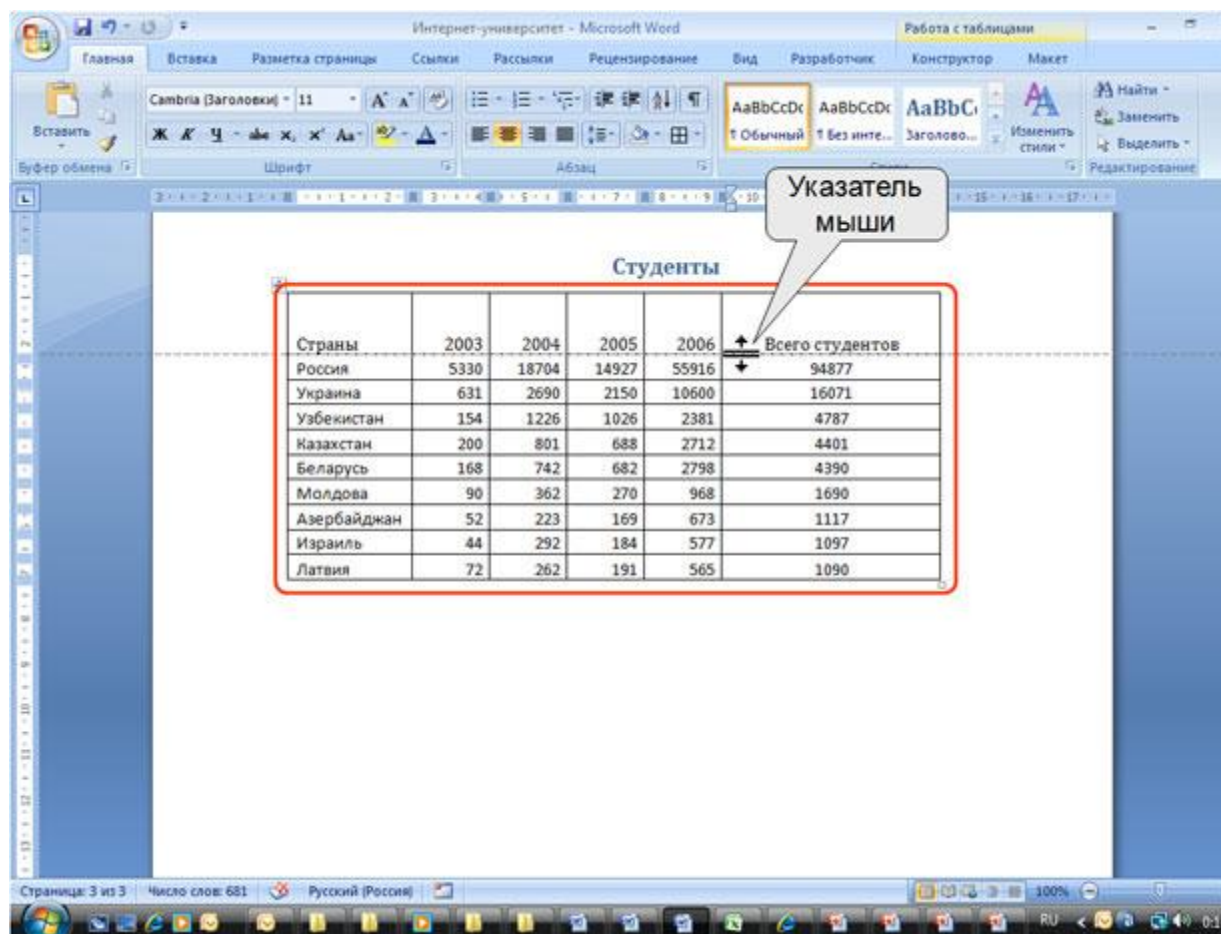 Интернет-университет - Microsoft Word
Работа с таблицами
Главная Вставка Разметка страницы Ссылки Рассылки Рецензирование Вид Разработчик Конструктор Макет
Вставить
Cambria (Заголовки) 11
Ж К Ч abc x, x' Aa
AaBbCcDc AaBbCcDc AaBbC
¶ Обычный ¶ Без инте... Заголово...
Изменить стили
Найти
Заменить
Выделить
Буфер обмена Шрифт Абзац Редактирование
Указатель
мыши
Студенты
Страны 2003 2004 2005 2006 Всего студентов
Россия 5330 18704 14927 55916 94877
Украина 631 2690 2150 10600 16071
Узбекистан 154 1226 1026 2381 4787
Казахстан 200 801 688 2712 4401
Беларусь 168 742 682 2798 4390
Молдова 90 362 270 968 1690
Азербайджан 52 223 169 673 1117
Израиль 44 292 184 577 1097
Латвия 72 262 191 565 1090
Страница: 3 из 3 Число слов: 681 Русский (Россия) 100%
RU